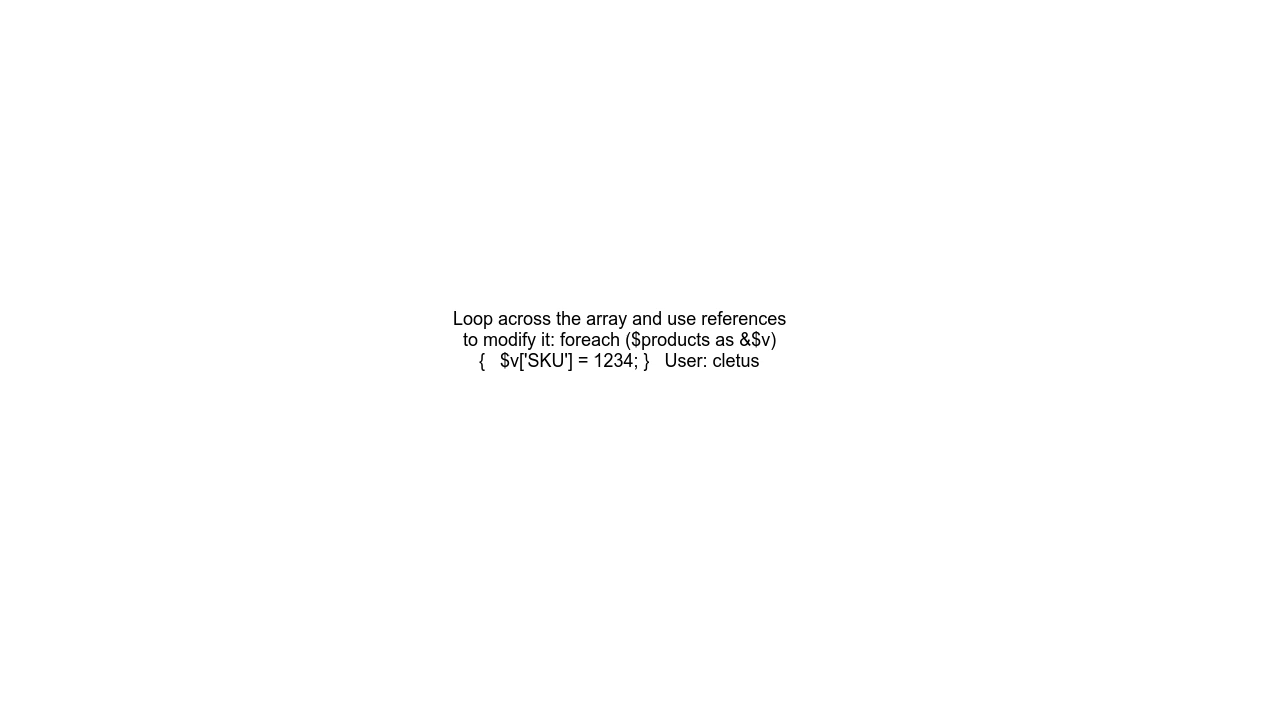 Loop across the array and use references
to modify it: foreach ($products as &$v)
{   $v['SKU'] = 1234; }   User: cletus